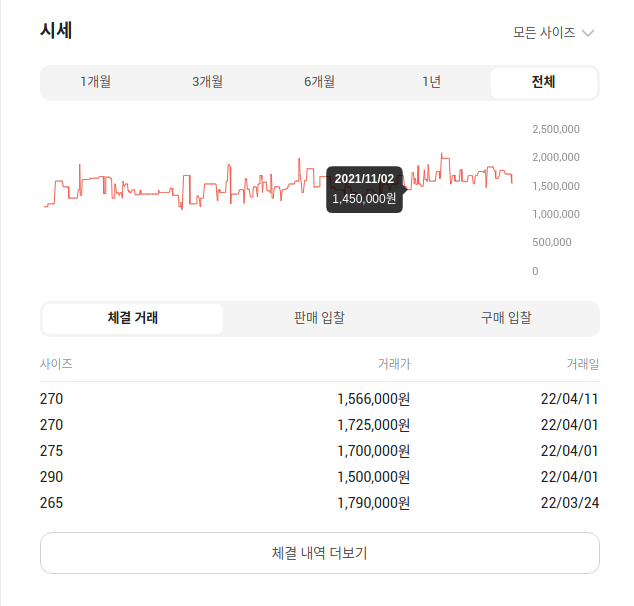 시세
모든 사이즈
1개월 3개월 6개월 1년 전체
2,500,000
2,000,000
2021/11/02
1,450,000원
1,500,000
1,000,000
500,000
0
체결 거래 판매 입찰 구매 입찰
사이즈 거래가 거래일
270 1,566,000원 22/04/11
270 1,725,000원 22/04/01
275 1,700,000원 22/04/01
290 1,500,000원 22/04/01
265 1,790,000원 22/03/24
체결 내역 더보기